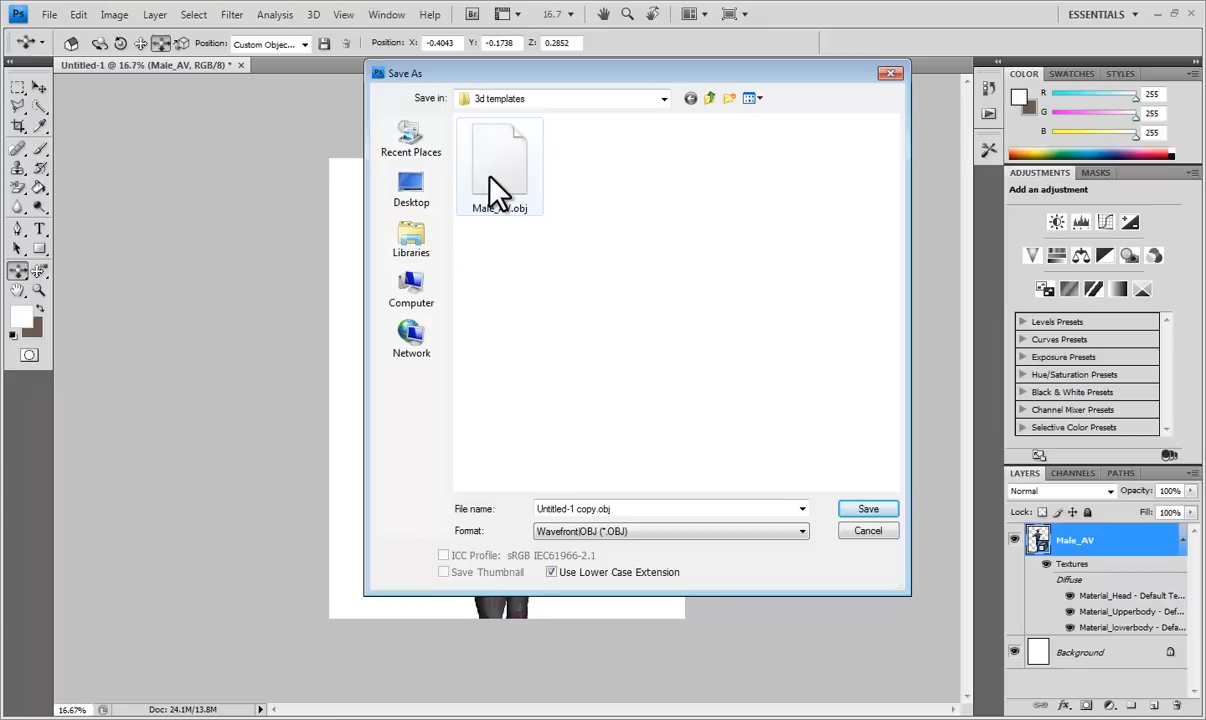 Ps File Edit Image Layer Select Filter Analysis 3D View Window Help Br 16.7 ESSENTIALS
Position: Custom Objec... Position: X: -0.4043 Y: -0.1738 Z: 0.2852
Untitled-1 @ 16.7% (Male_AV, RGB/8) *
Save As
Save in: 3d templates
Recent Places
Desktop
Libraries
Computer
Network
Male_AV.obj
File name: Untitled-1 copy.obj
Save
Format: Wavefront|OBJ (*.OBJ)
Cancel
ICC Profile: sRGB IEC61966-2.1
Save Thumbnail
Use Lower Case Extension
COLOR SWATCHES STYLES
R 255
G 255
B 255
ADJUSTMENTS MASKS
Add an adjustment
Levels Presets
Curves Presets
Exposure Presets
Hue/Saturation Presets
Black & White Presets
Channel Mixer Presets
Selective Color Presets
LAYERS CHANNELS PATHS
Normal Opacity: 100%
Lock: Fill: 100%
Male_AV
Textures
Diffuse
Material_Head - Default Te...
Material_Upperbody - Def...
Material_lowerbody - Defa...
Background
16.67% Doc: 24.1M/13.8M